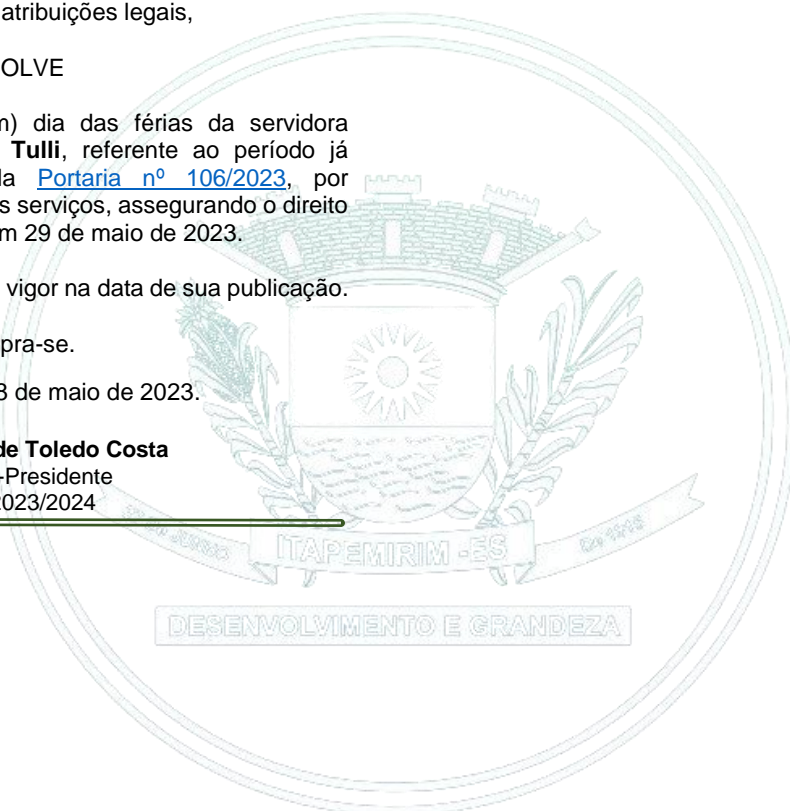 atribuições legais,
OLVE
m) dia das férias da servidora
Tulli, referente ao período já
la Portaria nº 106/2023, por
s serviços, assegurando o direito
m 29 de maio de 2023.
vigor na data de sua publicação.
pra-se.
8 de maio de 2023.
de Toledo Costa
-Presidente
2023/2024
ITAPEMIRIM -ES
DESENVOLVIMENTO E GRANDEZA